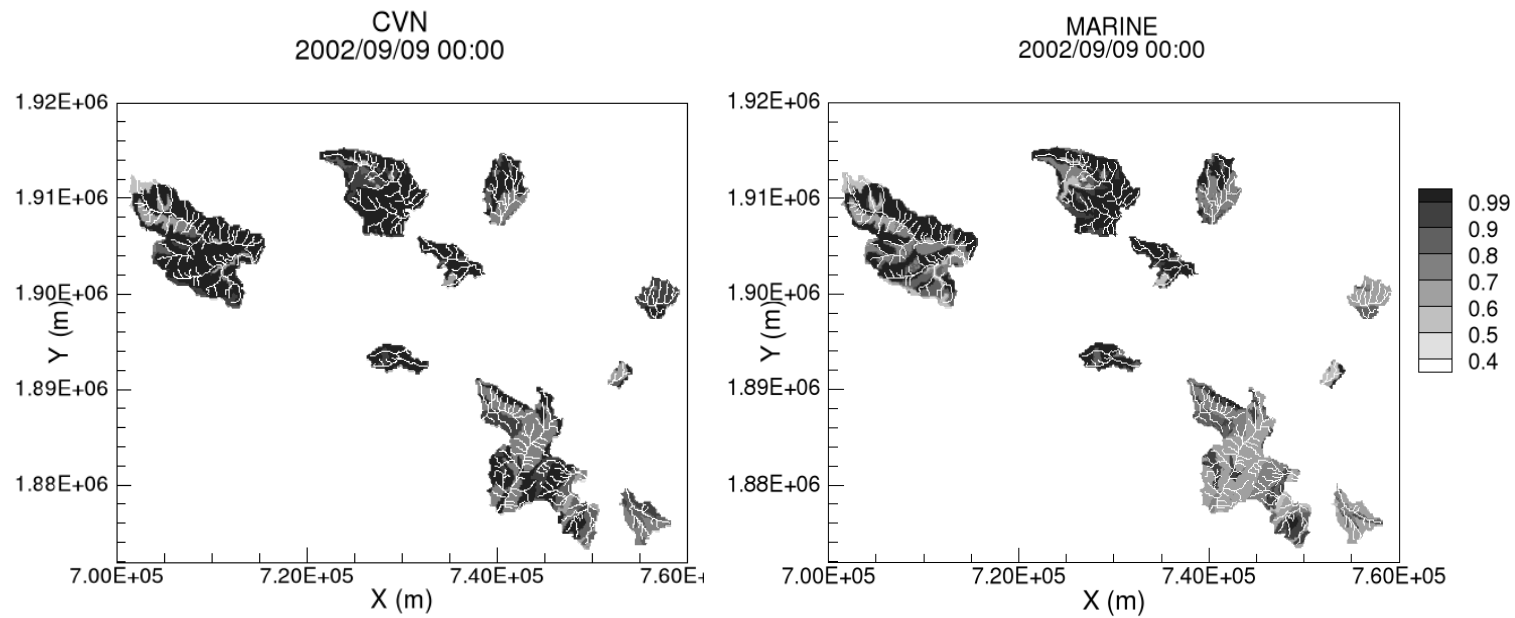 CVN
2002/09/09 00:00
1.92E+06
1.91E+06
1.90E+06
1.89E+06
1.88E+06
Y (m)
7.00E+05 7.20E+05 7.40E+05 7.60E+
X (m)
MARINE
2002/09/09 00:00
1.92E+06
1.91E+06
1.90E+06
1.89E+06
1.88E+06
Y (m)
7.00E+05 7.20E+05 7.40E+05 7.60E+05
X (m)
0.99
0.9
0.8
0.7
0.6
0.5
0.4